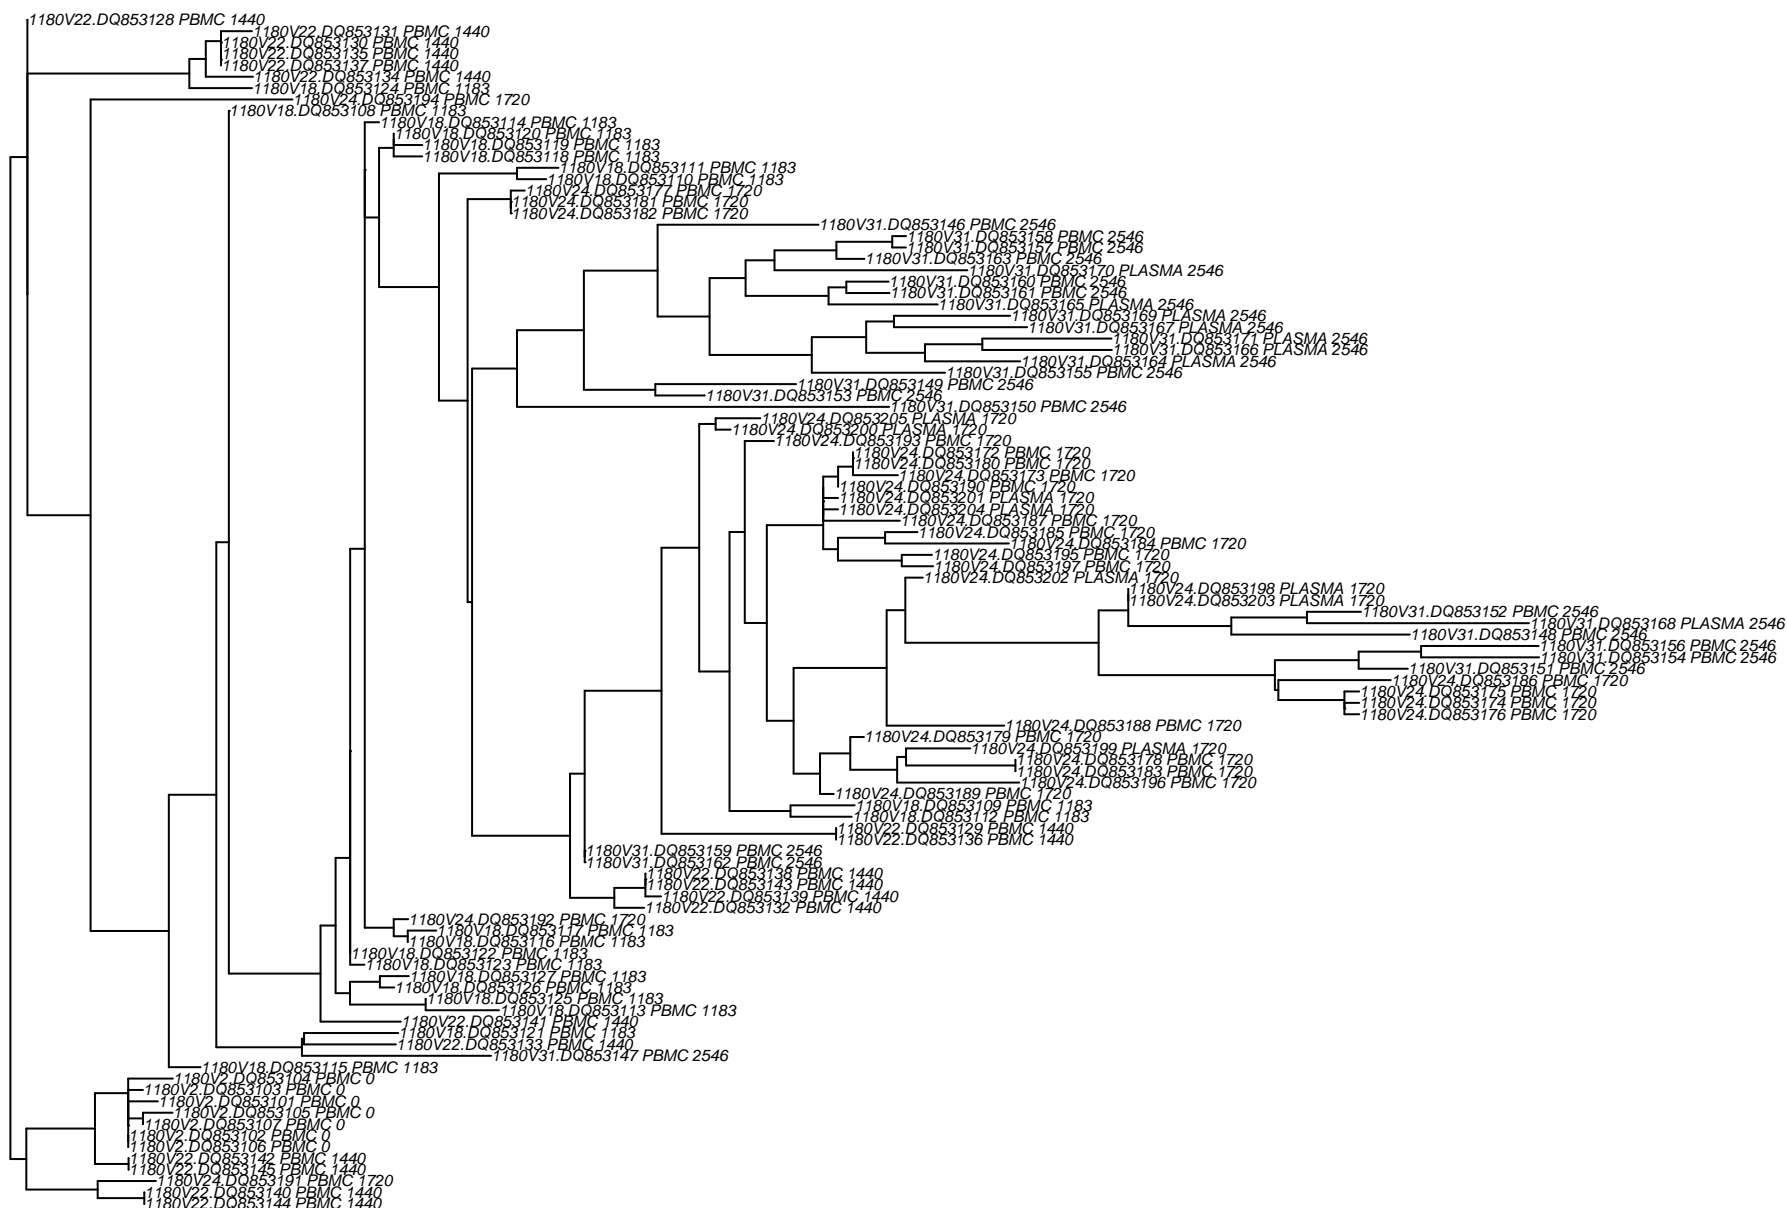 1180V22.DQ853128 PBMC 1440
1180V22.DQ853131 PBMC 1440
1180V22.DQ853130 PBMC 1440
1180V22.DQ853135 PBMC 1440
1180V22.DQ853137 PBMC 1440
1180V22.DQ853134 PBMC 1440
1180V18.DQ853124 PBMC 1183
1180V24.DQ853194 PBMC 1720
1180V18.DQ853108 PBMC 1183
1180V18.DQ853114 PBMC 1183
1180V18.DQ853120 PBMC 1183
1180V18.DQ853119 PBMC 1183
1180V18.DQ853118 PBMC 1183
1180V18.DQ853111 PBMC 1183
1180V18.DQ853110 PBMC 1183
1180V24.DQ853177 PBMC 1720
1180V24.DQ853181 PBMC 1720
1180V24.DQ853182 PBMC 1720
1180V31.DQ853146 PBMC 2546
1180V31.DQ853158 PBMC 2546
1180V31.DQ853157 PBMC 2546
1180V31.DQ853163 PBMC 2546
1180V31.DQ853170 PLASMA 2546
1180V31.DQ853160 PBMC 2546
1180V31.DQ853161 PBMC 2546
1180V31.DQ853165 PLASMA 2546
1180V31.DQ853169 PLASMA 2546
1180V31.DQ853167 PLASMA 2546
1180V31.DQ853171 PLASMA 2546
1180V31.DQ853166 PLASMA 2546
1180V31.DQ853164 PLASMA 2546
1180V31.DQ853155 PBMC 2546
1180V31.DQ853149 PBMC 2546
1180V31.DQ853153 PBMC 2546
1180V31.DQ853150 PBMC 2546
1180V24.DQ853205 PLASMA 1720
1180V24.DQ853200 PLASMA 1720
1180V24.DQ853193 PBMC 1720
1180V24.DQ853172 PBMC 1720
1180V24.DQ853180 PBMC 1720
1180V24.DQ853173 PBMC 1720
1180V24.DQ853190 PBMC 1720
1180V24.DQ853201 PLASMA 1720
1180V24.DQ853204 PLASMA 1720
1180V24.DQ853187 PBMC 1720
1180V24.DQ853185 PBMC 1720
1180V24.DQ853184 PBMC 1720
1180V24.DQ853195 PBMC 1720
1180V24.DQ853197 PBMC 1720
1180V24.DQ853202 PLASMA 1720
1180V24.DQ853198 PLASMA 1720
1180V24.DQ853203 PLASMA 1720
1180V31.DQ853152 PBMC 2546
1180V31.DQ853168 PLASMA 2546
1180V31.DQ853148 PBMC 2546
1180V31.DQ853156 PBMC 2546
1180V31.DQ853154 PBMC 2546
1180V31.DQ853151 PBMC 2546
1180V24.DQ853186 PBMC 1720
1180V24.DQ853175 PBMC 1720
1180V24.DQ853174 PBMC 1720
1180V24.DQ853176 PBMC 1720
1180V24.DQ853188 PBMC 1720
1180V24.DQ853179 PBMC 1720
1180V24.DQ853199 PLASMA 1720
1180V24.DQ853178 PBMC 1720
1180V24.DQ853183 PBMC 1720
1180V24.DQ853196 PBMC 1720
1180V24.DQ853189 PBMC 1720
1180V18.DQ853109 PBMC 1183
1180V18.DQ853112 PBMC 1183
1180V22.DQ853129 PBMC 1440
1180V22.DQ853136 PBMC 1440
1180V31.DQ853159 PBMC 2546
1180V31.DQ853162 PBMC 2546
1180V22.DQ853138 PBMC 1440
1180V22.DQ853143 PBMC 1440
1180V22.DQ853139 PBMC 1440
1180V22.DQ853132 PBMC 1440
1180V24.DQ853192 PBMC 1720
1180V18.DQ853117 PBMC 1183
1180V18.DQ853116 PBMC 1183
1180V18.DQ853122 PBMC 1183
1180V18.DQ853123 PBMC 1183
1180V18.DQ853127 PBMC 1183
1180V18.DQ853126 PBMC 1183
1180V18.DQ853125 PBMC 1183
1180V18.DQ853113 PBMC 1183
1180V22.DQ853141 PBMC 1440
1180V18.DQ853121 PBMC 1183
1180V22.DQ853133 PBMC 1440
1180V31.DQ853147 PBMC 2546
1180V18.DQ853115 PBMC 1183
1180V2.DQ853104 PBMC 0
1180V2.DQ853103 PBMC 0
1180V2.DQ853101 PBMC 0
1180V2.DQ853105 PBMC 0
1180V2.DQ853107 PBMC 0
1180V2.DQ853102 PBMC 0
1180V2.DQ853106 PBMC 0
1180V22.DQ853142 PBMC 1440
1180V22.DQ853145 PBMC 1440
1180V24.DQ853191 PBMC 1720
1180V22.DQ853140 PBMC 1440
1180V22.DQ853144 PBMC 1440